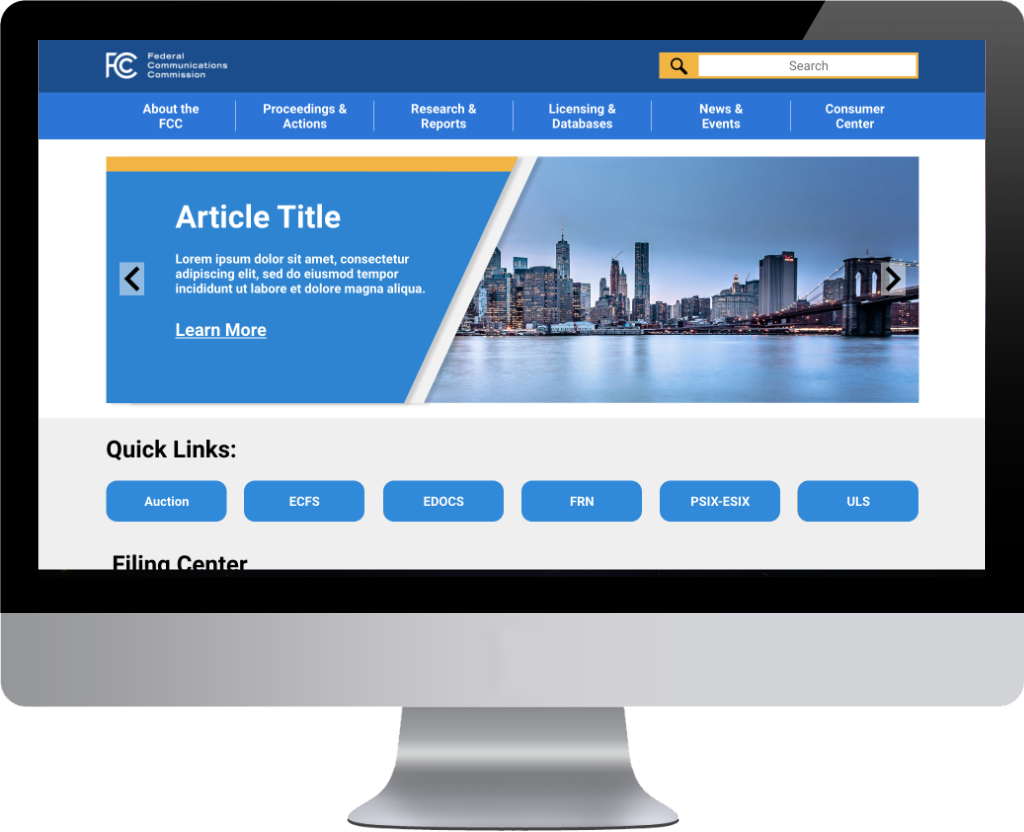 FCC
Federal
Communications
Commission
Search
About the
FCC
Proceedings &
Actions
Research &
Reports
Licensing &
Databases
News &
Events
Consumer
Center
Article Title
Lorem ipsum dolor sit amet, consectetur
adipiscing elit, sed do eiusmod tempor
incididunt ut labore et dolore magna aliqua.
Learn More
Quick Links:
Auction
ECFS
EDOCS
FRN
PSIX-ESIX
ULS
Filing Center